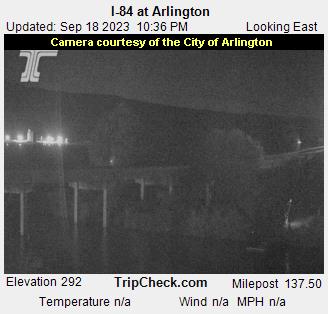 I-84 at Arlington
Updated: Sep 18 2023 10:36 PM Looking East
Camera courtesy of the City of Arlington
Elevation 292 TripCheck.com Milepost 137.50
Temperature n/a Wind n/a MPH n/a